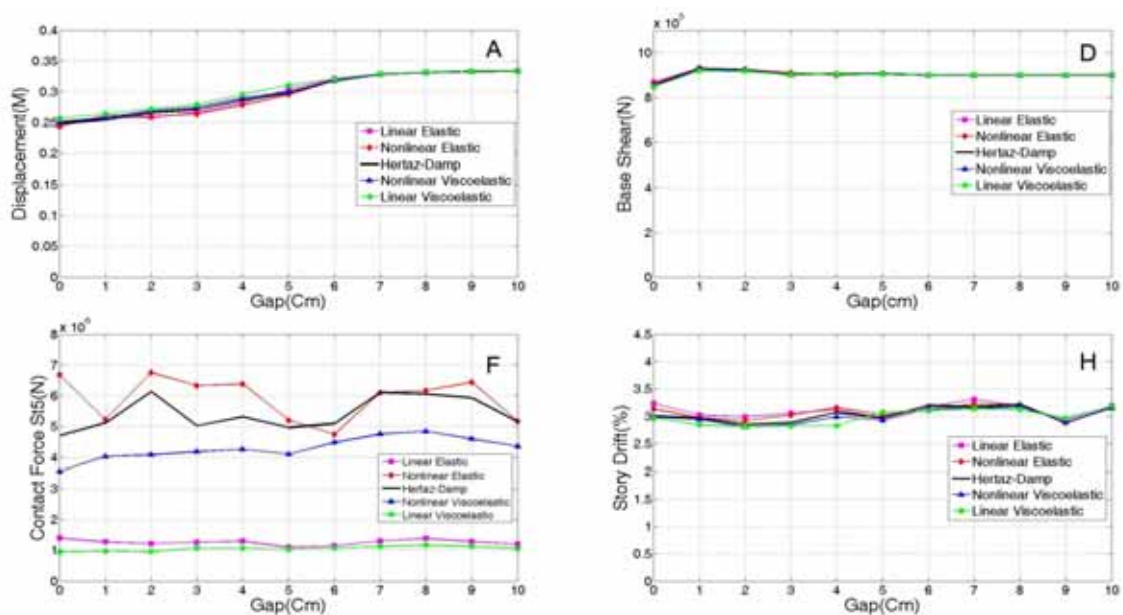 A
Displacement(M)
0.4
0.35
0.3
0.25
0.2
0.15
0.1
0.05
0
Linear Elastic
Nonlinear Elastic
Hertaz-Damp
Nonlinear Viscoelastic
Linear Viscoelastic
0 1 2 3 4 5 6 7 8 9 10
Gap(Cm)
D
x 10⁵
Base Shear(N)
10
8
6
4
2
0
Linear Elastic
Nonlinear Elastic
Hertaz-Damp
Nonlinear Viscoelastic
Linear Viscoelastic
0 1 2 3 4 5 6 7 8 9 10
Gap(cm)
F
Contact Force St5(N)
8
7
6
5
4
3
2
1
0
Linear Elastic
Nonlinear Elastic
Hertaz-Damp
Nonlinear Viscoelastic
Linear Viscoelastic
0 1 2 3 4 5 6 7 8 9 10
Gap(Cm)
H
Story Drift(%)
4.5
4
3.5
3.0
2.5
2
1.5
1
0.5
0
Linear Elastic
Nonlinear Elastic
Hertaz-Damp
Nonlinear Viscoelastic
Linear Viscoelastic
0 1 2 3 4 5 6 7 8 9 10
Gap(Cm)